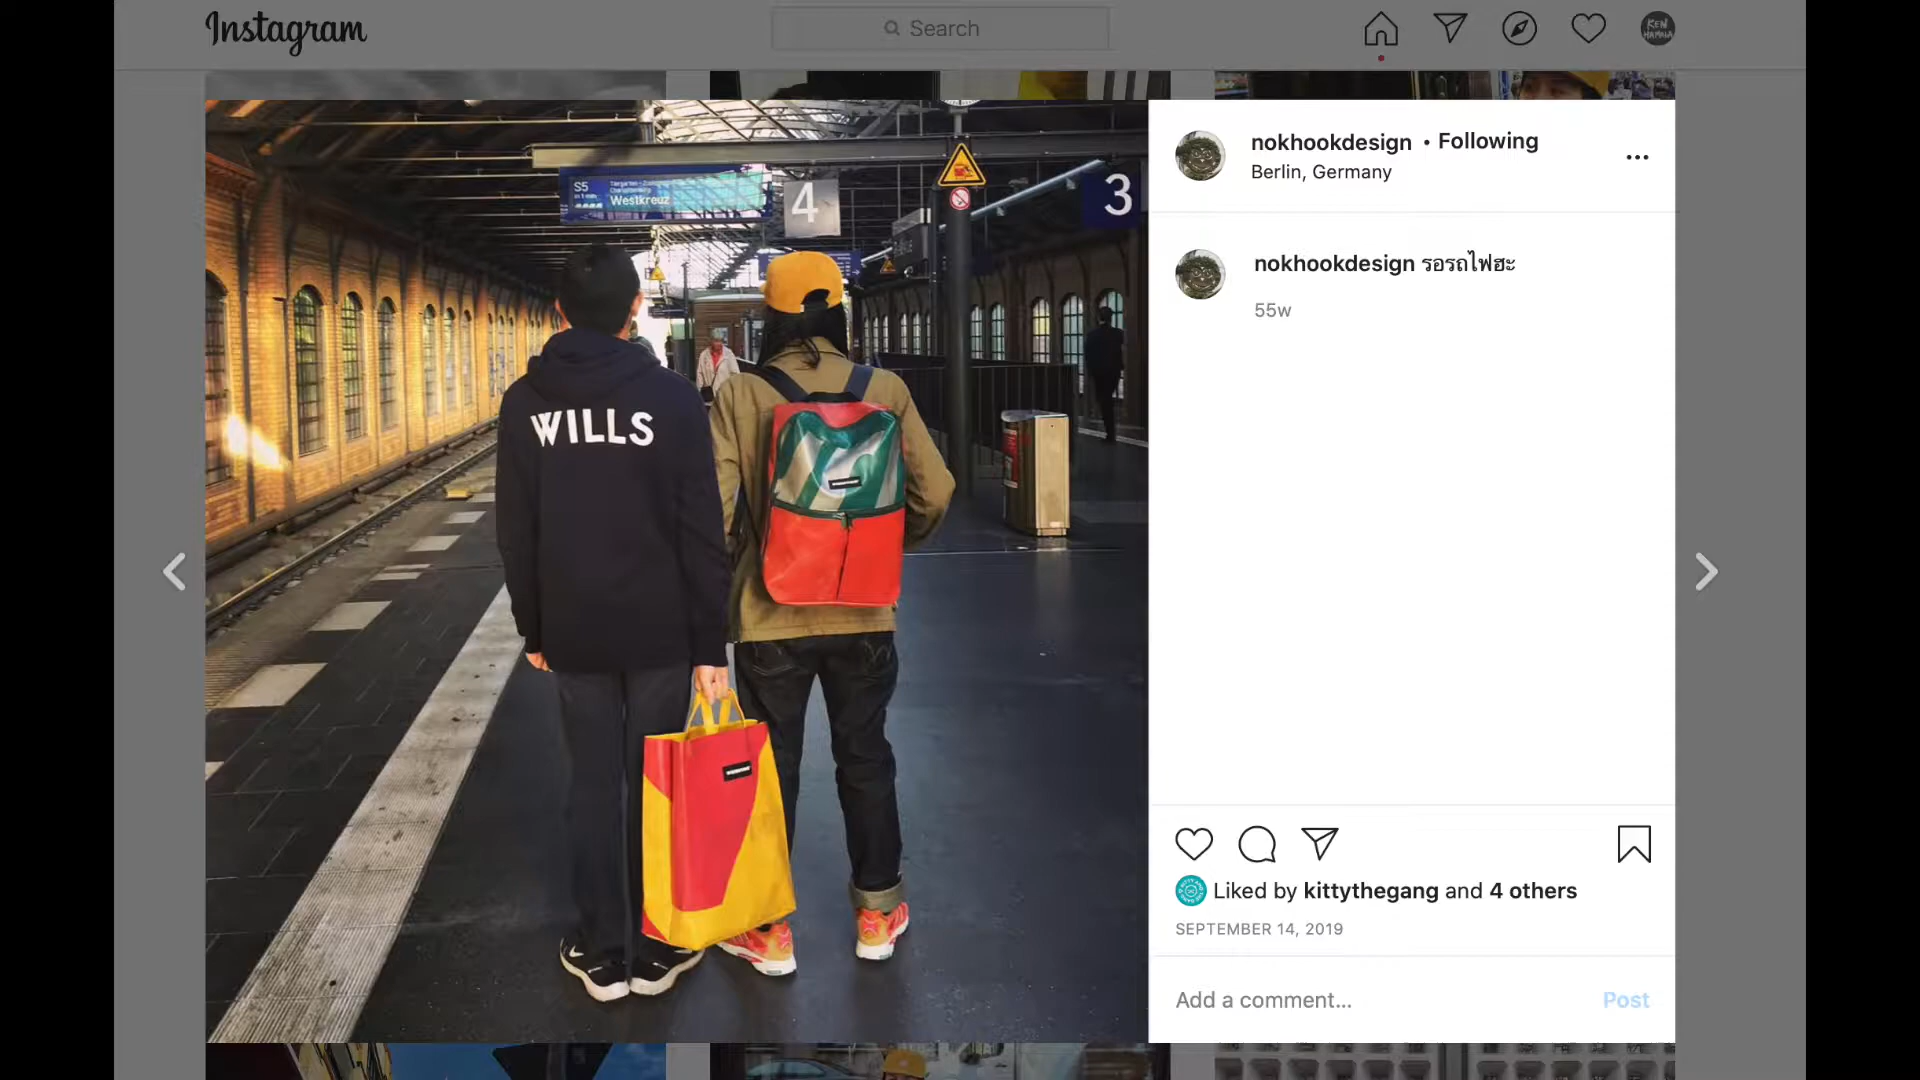 Instagram
Search
KEN
nokhookdesign • Following
Berlin, Germany
nokhookdesign รอรถไฟฮะ
55w
S5
Westkreuz
4
3
WILLS
Liked by kittythegang and 4 others
SEPTEMBER 14, 2019
Add a comment...
Post